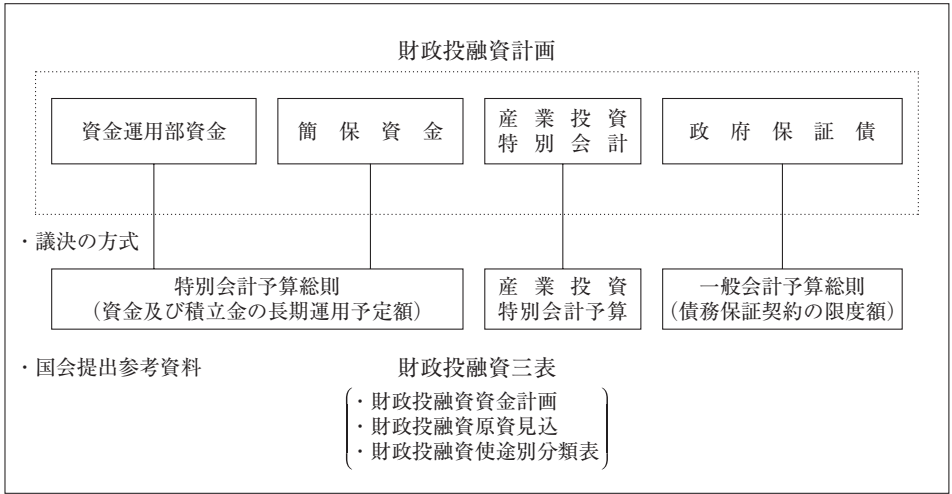 財政投融資計画
資金運用部資金
簡保資金
産業投資
特別会計
政府保証債
・議決の方式
特別会計予算総則
（資金及び積立金の長期運用予定額）
産業投資
特別会計予算
一般会計予算総則
（債務保証契約の限度額）
・国会提出参考資料
財政投融資三表
・財政投融資資金計画
・財政投融資原資見込
・財政投融資使途別分類表